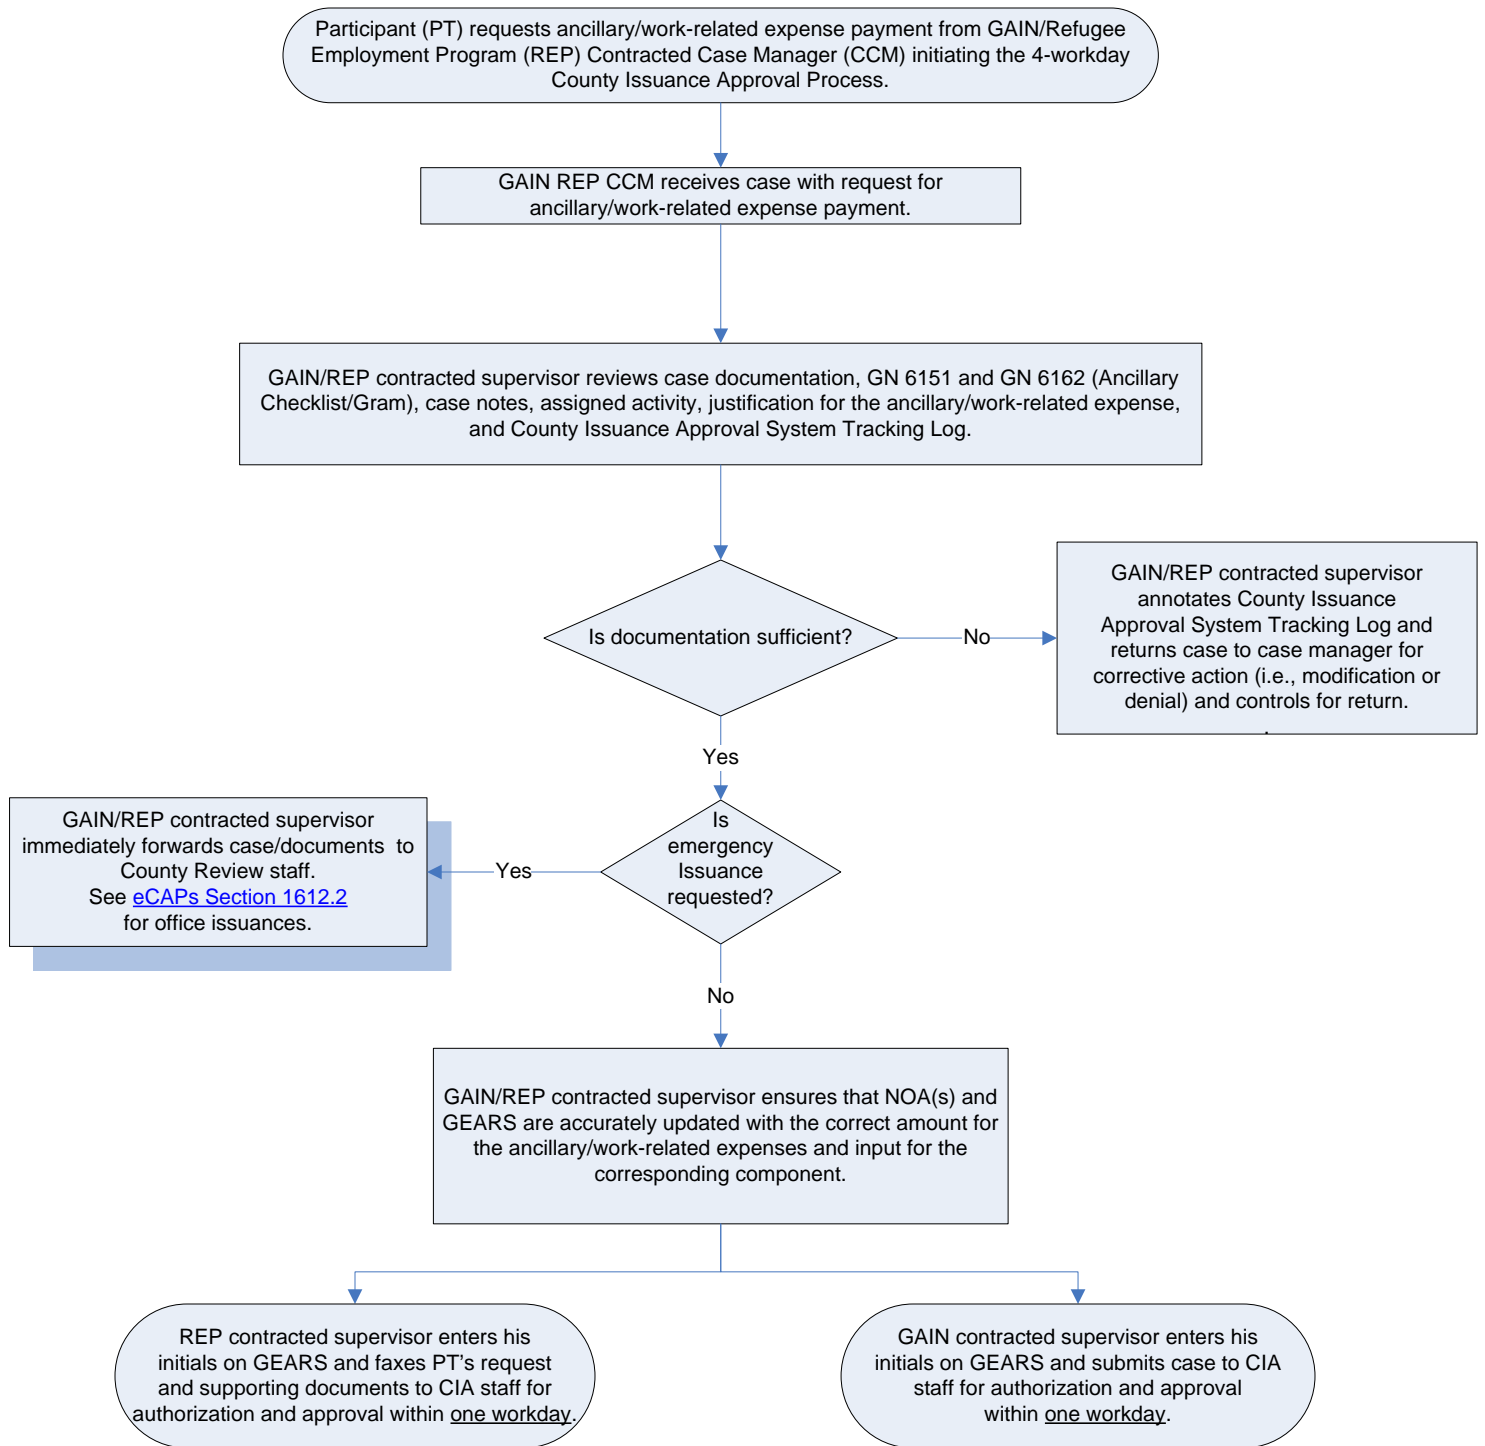 Participant (PT) requests ancillary/work-related expense payment from GAIN/Refugee
Employment Program (REP) Contracted Case Manager (CCM) initiating the 4-workday
County Issuance Approval Process.
GAIN REP CCM receives case with request for
ancillary/work-related expense payment.
GAIN/REP contracted supervisor reviews case documentation, GN 6151 and GN 6162 (Ancillary
Checklist/Gram), case notes, assigned activity, justification for the ancillary/work-related expense,
and County Issuance Approval System Tracking Log.
Is documentation sufficient?
No
GAIN/REP contracted supervisor
annotates County Issuance
Approval System Tracking Log and
returns case to case manager for
corrective action (i.e., modification or
denial) and controls for return.
.
Yes
Is
emergency
Issuance
requested?
Yes
GAIN/REP contracted supervisor
immediately forwards case/documents to
County Review staff.
See eCAPs Section 1612.2
for office issuances.
No
GAIN/REP contracted supervisor ensures that NOA(s) and
GEARS are accurately updated with the correct amount for
the ancillary/work-related expenses and input for the
corresponding component.
REP contracted supervisor enters his
initials on GEARS and faxes PT's request
and supporting documents to CIA staff for
authorization and approval within one workday.
GAIN contracted supervisor enters his
initials on GEARS and submits case to CIA
staff for authorization and approval
within one workday.